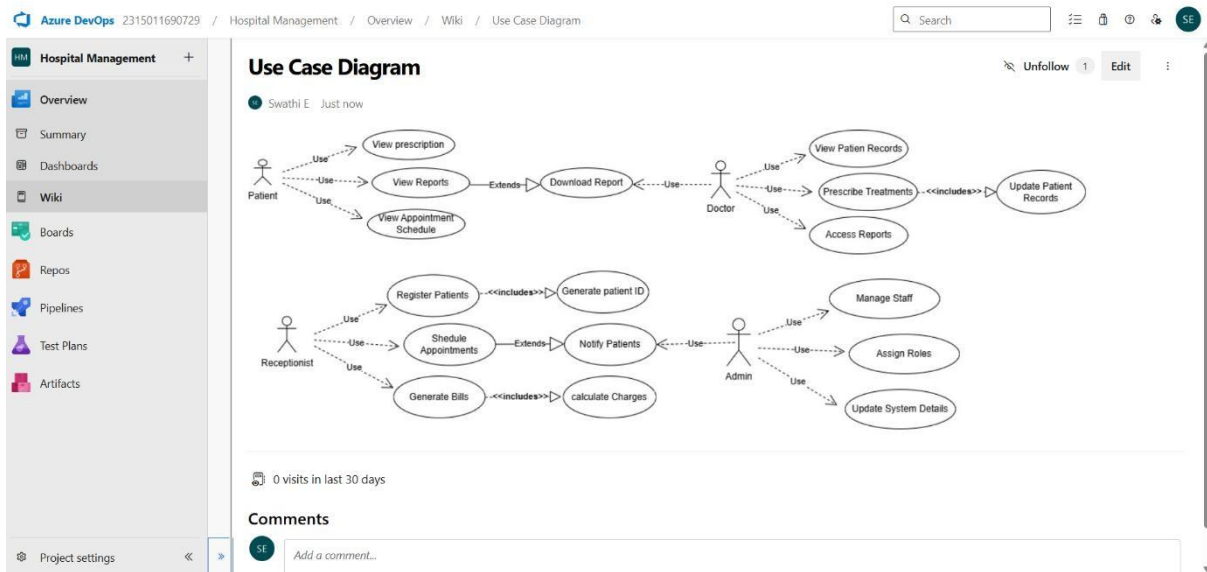 Azure DevOps 2315011690729 / Hospital Management / Overview / Wiki / Use Case Diagram
Search
SE
HM Hospital Management +
Overview
Summary
Dashboards
Wiki
Boards
Repos
Pipelines
Test Plans
Artifacts
Project settings
Use Case Diagram
Unfollow 1 Edit
SE Swathi E Just now
View prescription
Use
Use
Use
Patient
View Reports
Extends
Download Report
Use
View Appointment
Schedule
Doctor
Use
Use
Use
View Patien Records
Prescribe Treatments
<<includes>>
Update Patient
Records
Access Reports
Receptionist
Use
Use
Use
Register Patients
<<includes>>
Generate patient ID
Shedule
Appointments
Extends
Notify Patients
Use
Generate Bills
<<includes>>
calculate Charges
Admin
Use
Use
Use
Manage Staff
Assign Roles
Update System Details
0 visits in last 30 days
Comments
SE
Add a comment...